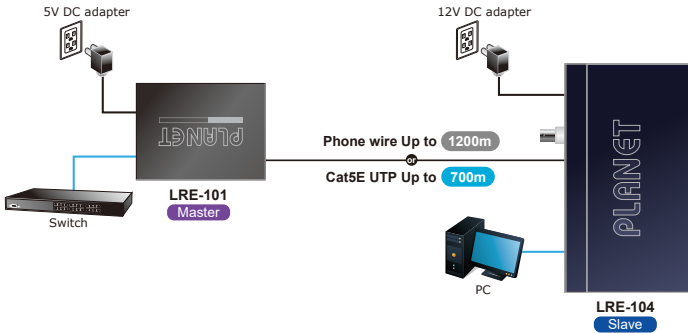 5V DC adapter
12V DC adapter
PLANET
Phone wire Up to 1200m
or
Cat5E UTP Up to 700m
PLANET
LRE-101
Master
Switch
PC
LRE-104
Slave